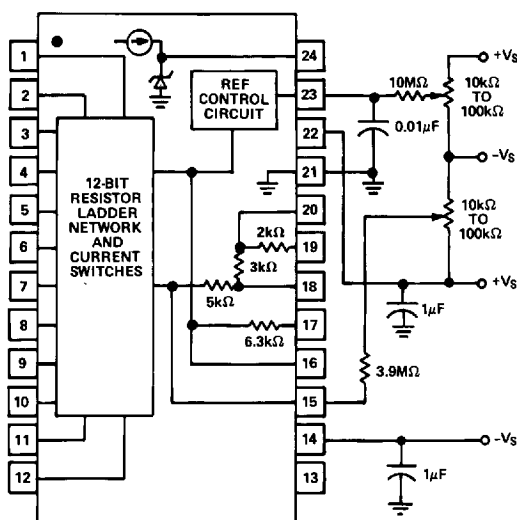 1
2
3
4
5
6
7
8
9
10
11
12
12-BIT
RESISTOR
LADDER
NETWORK
AND
CURRENT
SWITCHES
REF
CONTROL
CIRCUIT
2kΩ
3kΩ
5kΩ
6.3kΩ
24
23
22
21
20
19
18
17
16
15
14
13
10MΩ
0.01μF
+VS
10kΩ
TO
100kΩ
−VS
10kΩ
TO
100kΩ
+VS
1μF
3.9MΩ
−VS
1μF